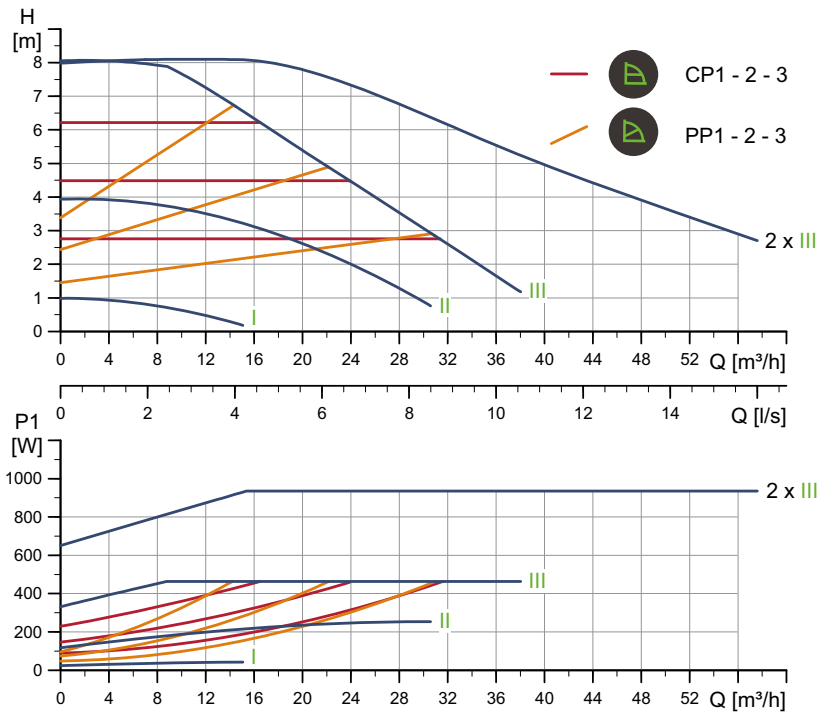 H
[m]
8
7
6
5
4
3
2
1
0
CP1 - 2 - 3
PP1 - 2 - 3
2 x III
III
II
I
0 4 8 12 16 20 24 28 32 36 40 44 48 52 Q [m³/h]
0 2 4 6 8 10 12 14 Q [l/s]
P1
[W]
1000
800
600
400
200
0
2 x III
III
II
I
0 4 8 12 16 20 24 28 32 36 40 44 48 52 Q [m³/h]